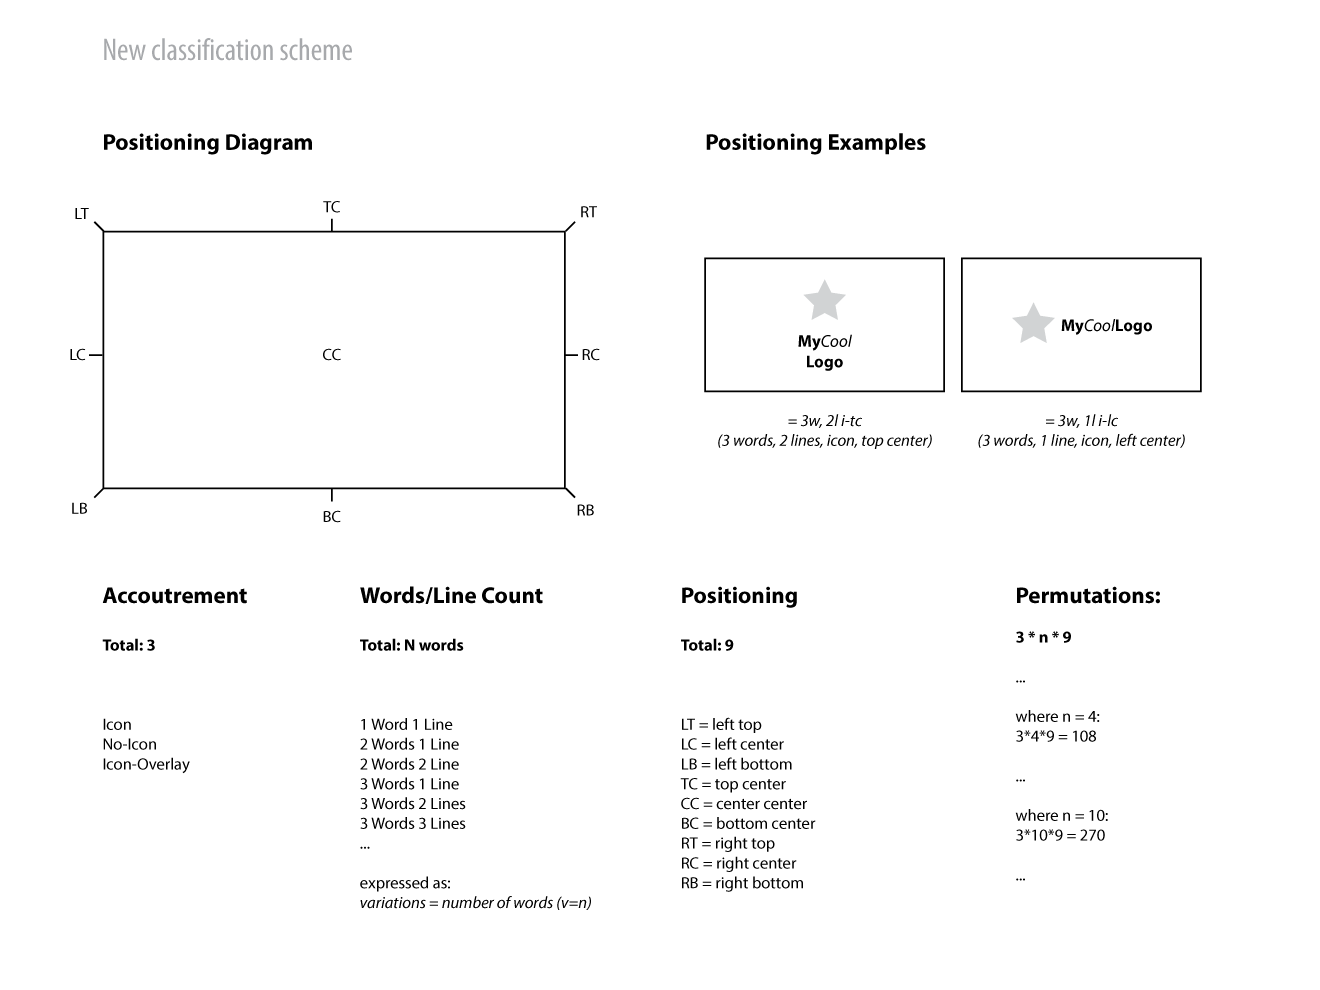 New classification scheme
Positioning Diagram
LT
TC
RT
LC
CC
RC
LB
BC
RB
Positioning Examples
MyCool
Logo
= 3w, 2l i-tc
(3 words, 2 lines, icon, top center)
MyCoolLogo
= 3w, 1l i-lc
(3 words, 1 line, icon, left center)
Accoutrement
Total: 3
Icon
No-Icon
Icon-Overlay
Words/Line Count
Total: N words
1 Word 1 Line
2 Words 1 Line
2 Words 2 Line
3 Words 1 Line
3 Words 2 Lines
3 Words 3 Lines
...
expressed as:
variations = number of words (v=n)
Positioning
Total: 9
LT = left top
LC = left center
LB = left bottom
TC = top center
CC = center center
BC = bottom center
RT = right top
RC = right center
RB = right bottom
Permutations:
3 * n * 9
...
where n = 4:
3*4*9 = 108
...
where n = 10:
3*10*9 = 270
...